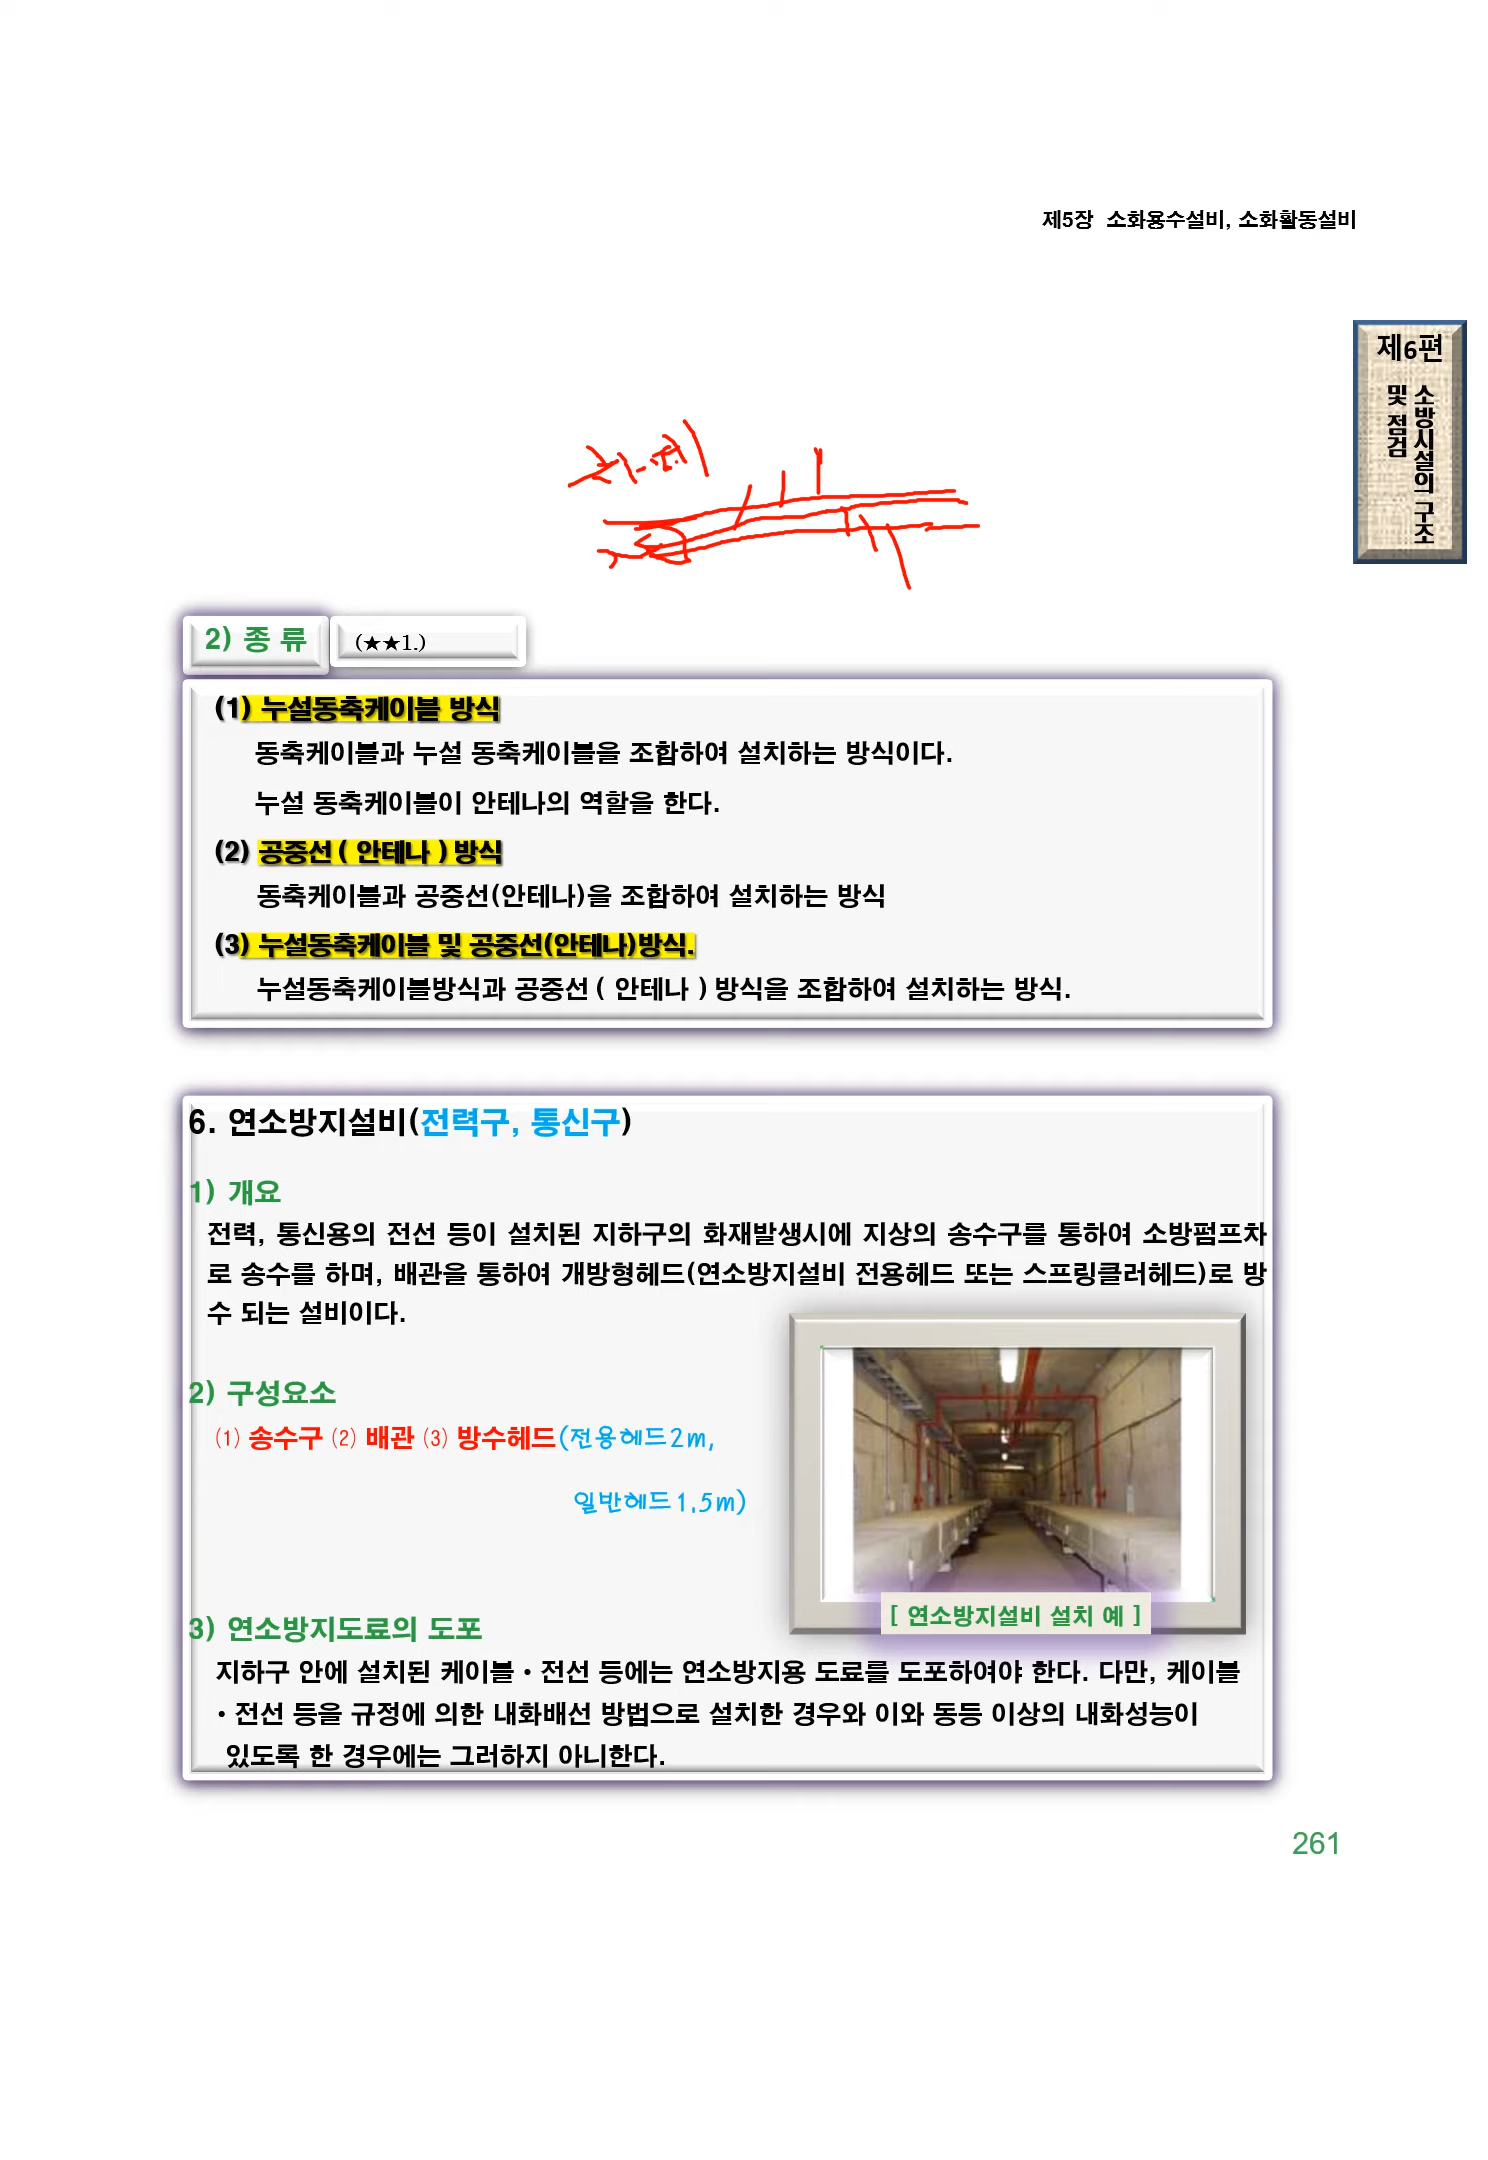 제5장 소화용수설비, 소화활동설비
제6편
소방시설의 구조
및 점검
2) 종 류
(★★1.)
(1) 누설동축케이블 방식
동축케이블과 누설 동축케이블을 조합하여 설치하는 방식이다.
누설 동축케이블이 안테나의 역할을 한다.
(2) 공중선 ( 안테나 ) 방식
동축케이블과 공중선(안테나)을 조합하여 설치하는 방식
(3) 누설동축케이블 및 공중선(안테나)방식.
누설동축케이블방식과 공중선 ( 안테나 ) 방식을 조합하여 설치하는 방식.
6. 연소방지설비(전력구, 통신구)
1) 개요
전력, 통신용의 전선 등이 설치된 지하구의 화재발생시에 지상의 송수구를 통하여 소방펌프차
로 송수를 하며, 배관을 통하여 개방형헤드(연소방지설비 전용헤드 또는 스프링클러헤드)로 방
수 되는 설비이다.
2) 구성요소
(1) 송수구 (2) 배관 (3) 방수헤드(전용헤드2m,
일반헤드1.5m)
[ 연소방지설비 설치 예 ]
3) 연소방지도료의 도포
지하구 안에 설치된 케이블 • 전선 등에는 연소방지용 도료를 도포하여야 한다. 다만, 케이블
• 전선 등을 규정에 의한 내화배선 방법으로 설치한 경우와 이와 동등 이상의 내화성능이
있도록 한 경우에는 그러하지 아니한다.
261